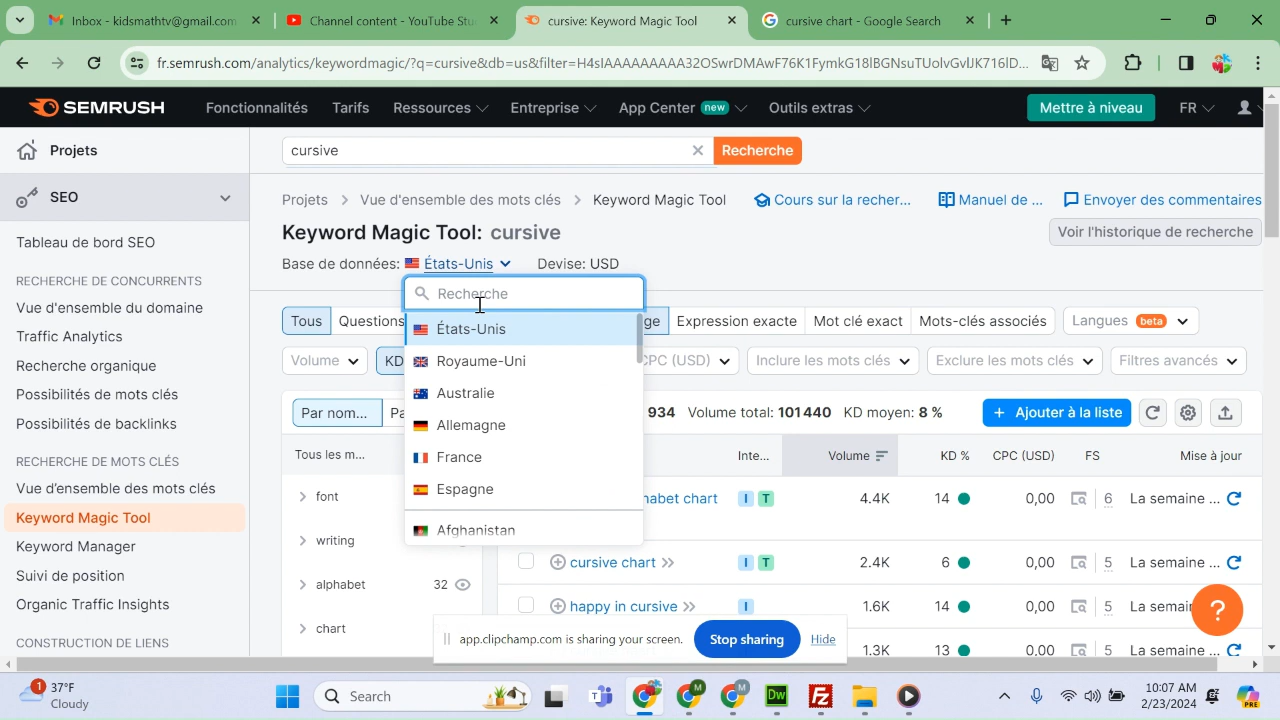 Inbox - kidsmathtv@gmail.com
Channel content - YouTube Stu
cursive: Keyword Magic Tool
cursive chart - Google Search
fr.semrush.com/analytics/keywordmagic/?q=cursive&db=us&filter=H4sIAAAAAAAAA32OSwrDMAwF76K1FymkG18lBGnsuTUoIvGvlJK716lD...
SEMRUSH
Fonctionnalités
Tarifs
Ressources
Entreprise
App Center new
Outils extras
Mettre à niveau
FR
Projets
SEO
Tableau de bord SEO
RECHERCHE DE CONCURRENTS
Vue d'ensemble du domaine
Traffic Analytics
Recherche organique
Possibilités de mots clés
Possibilités de backlinks
RECHERCHE DE MOTS CLÉS
Vue d'ensemble des mots clés
Keyword Magic Tool
Keyword Manager
Suivi de position
Organic Traffic Insights
CONSTRUCTION DE LIENS
cursive
Recherche
Projets > Vue d'ensemble des mots clés > Keyword Magic Tool
Cours sur la recher...
Manuel de ...
Envoyer des commentaires
Keyword Magic Tool: cursive
Voir l'historique de recherche
Base de données: États-Unis
Devise: USD
Recherche
États-Unis
Royaume-Uni
Australie
Allemagne
France
Espagne
Afghanistan
Tous
Questions
ge
Expression exacte
Mot clé exact
Mots-clés associés
Langues beta
Volume
KD
CPC (USD)
Inclure les mots clés
Exclure les mots clés
Filtres avancés
Par nom...
Pa
934 Volume total: 101 440 KD moyen: 8 %
+ Ajouter à la liste
Tous les m...
Inte...
Volume
KD %
CPC (USD)
FS
Mise à jour
font
writing
alphabet 32
chart
habet chart I T 4.4K 14 0,00 6 La semaine ...
cursive chart I T 2.4K 6 0,00 5 La semaine ...
happy in cursive I 1.6K 14 0,00 5 La semaine
1.3K 13 0,00 5 La semaine ...
?
app.clipchamp.com is sharing your screen.
Stop sharing
Hide
1
37°F
Cloudy
Search
M
M
Dw
10:07 AM
2/23/2024
PRE